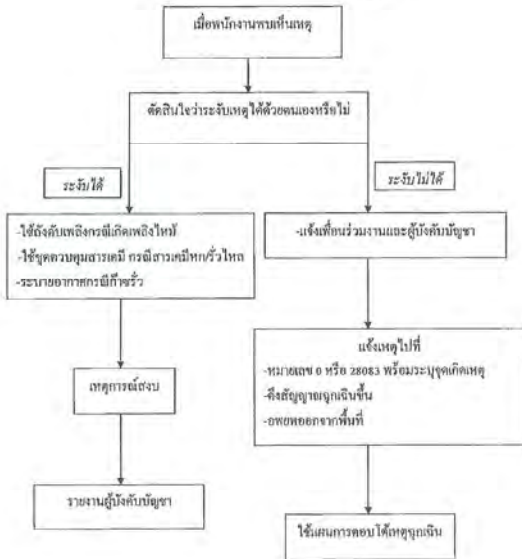 เมื่อพนักงานพบเห็นเหตุ
ตัดสินใจว่าระงับเหตุได้ด้วยตนเองหรือไม่
ระงับได้
ระงับไม่ได้
-ใช้ถังดับเพลิงกรณีเกิดเพลิงไหม้
-ใช้ชุดควบคุมสารเคมี กรณีสารเคมีหก/รั่วไหล
-ระบายอากาศกรณีก๊าซรั่ว
-แจ้งเพื่อนร่วมงานและผู้บังคับบัญชา
เหตุการณ์สงบ
แจ้งเหตุไปที่
-หมายเลข 0 หรือ 28083 พร้อมระบุจุดเกิดเหตุ
-ดึงสัญญาณฉุกเฉินขึ้น
-อพยพออกจากพื้นที่
รายงานผู้บังคับบัญชา
ใช้แผนการตอบโต้เหตุฉุกเฉิน